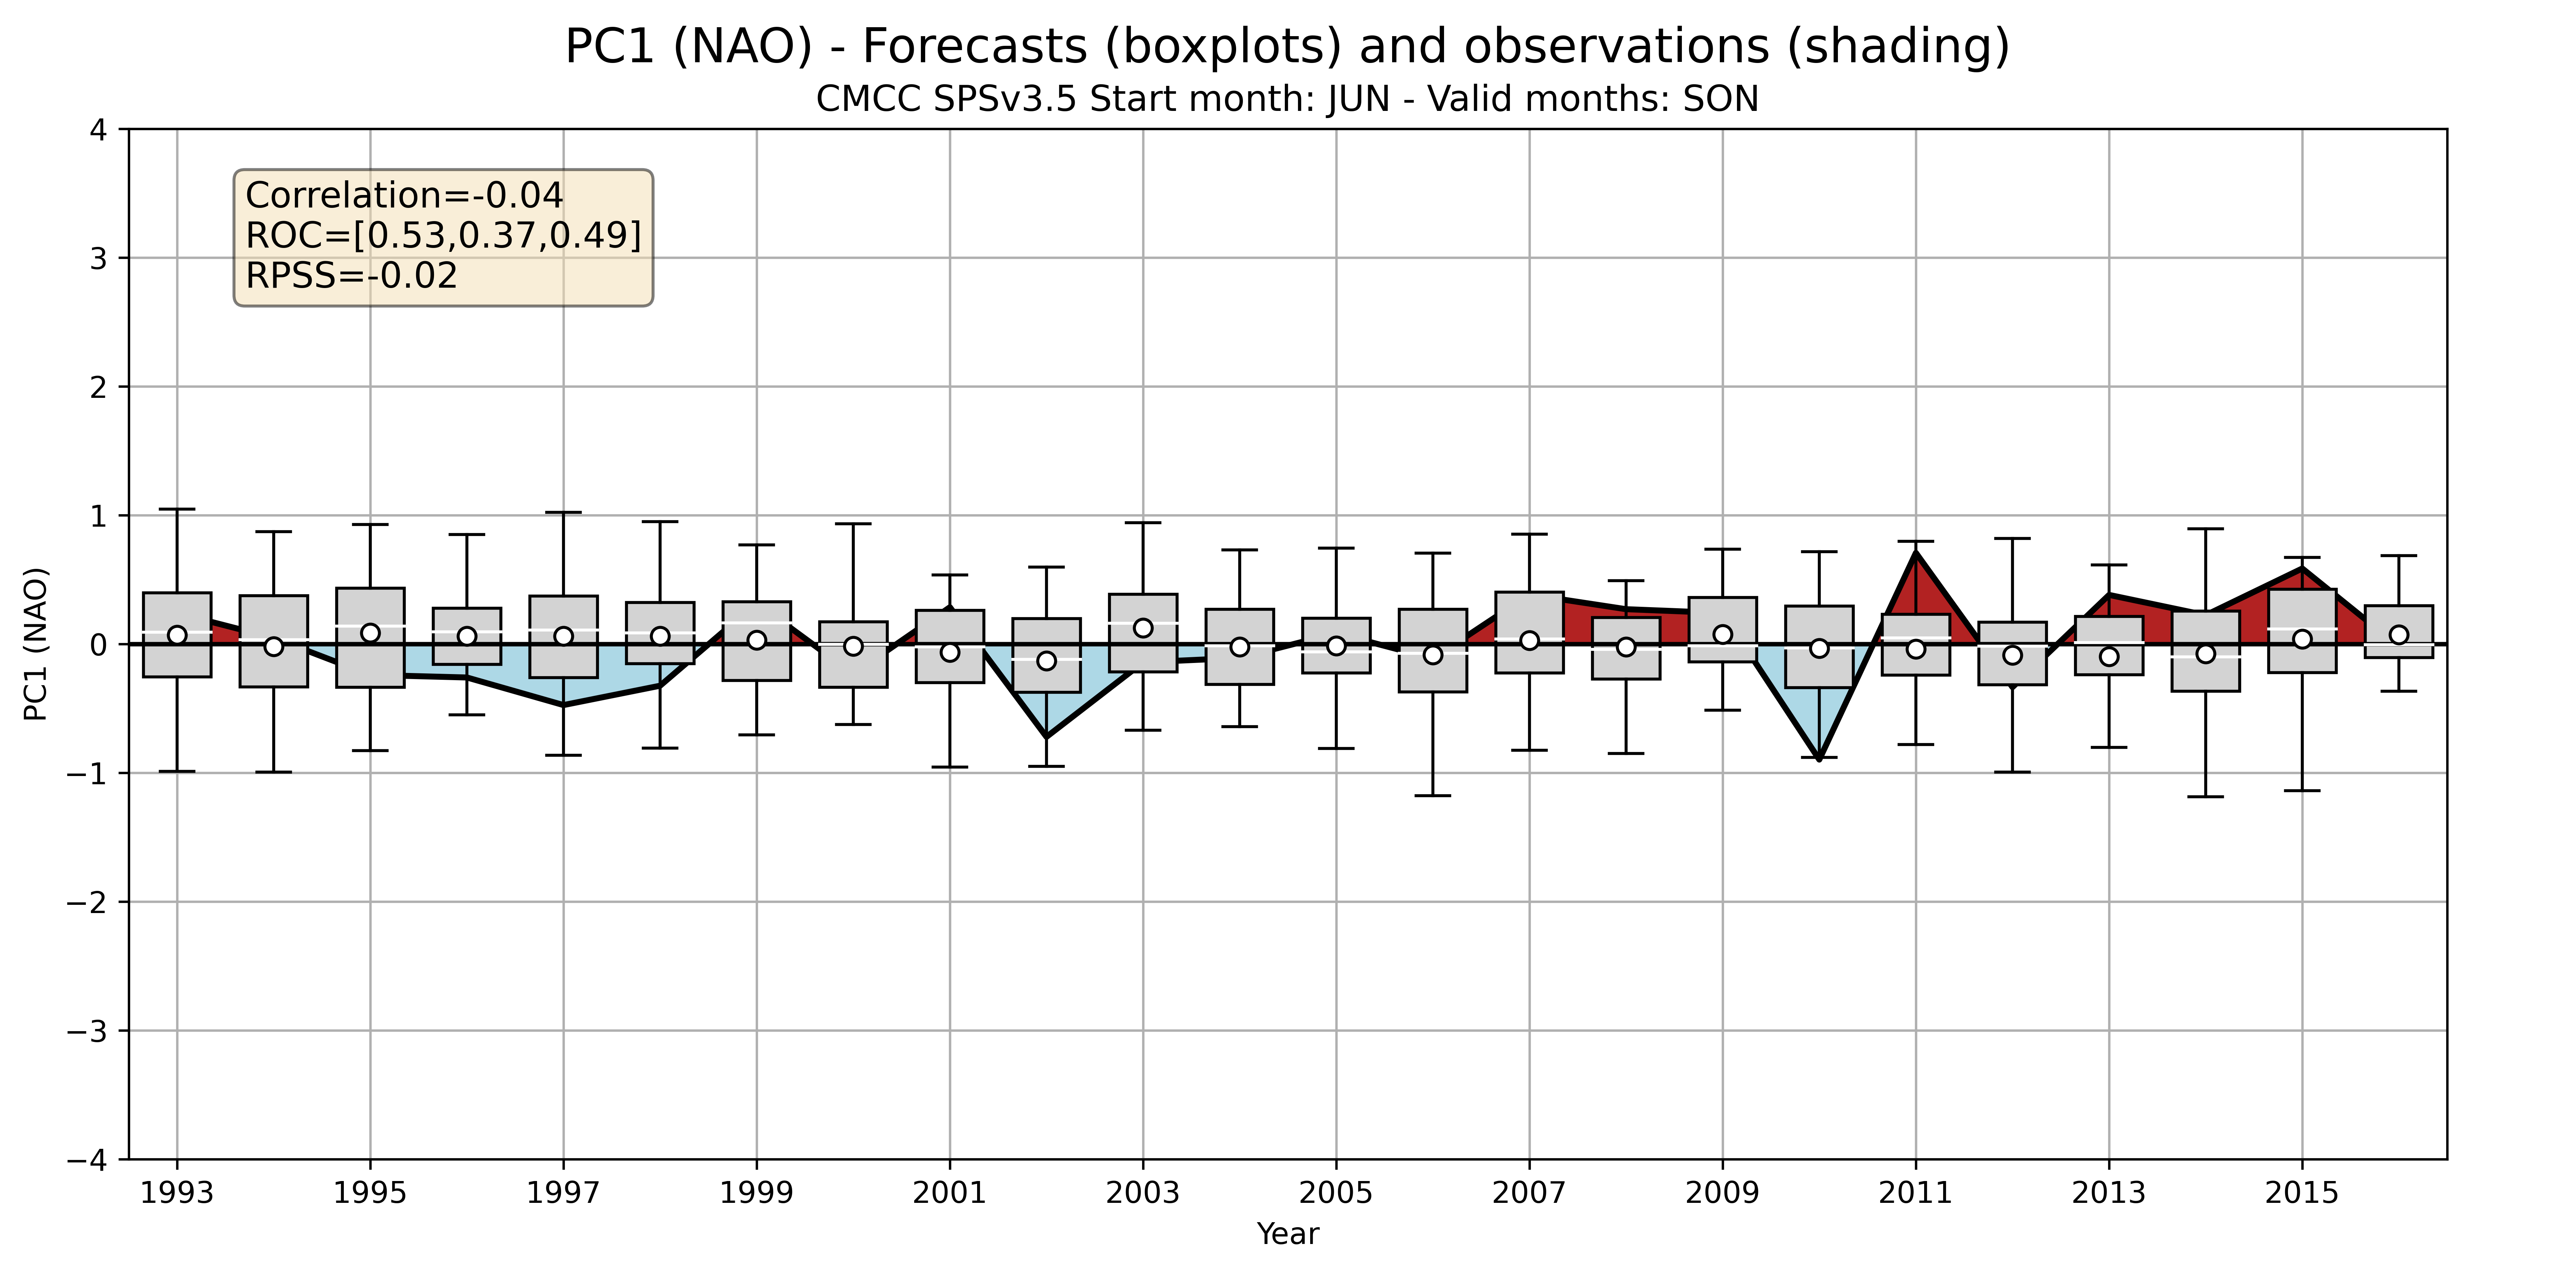 PC1 (NAO) - Forecasts (boxplots) and observations (shading)
CMCC SPSv3.5 Start month: JUN - Valid months: SON
Correlation=-0.04
ROC=[0.53,0.37,0.49]
RPSS=-0.02
PC1 (NAO)
4
3
2
1
0
−1
−2
−3
−4
1993 1995 1997 1999 2001 2003 2005 2007 2009 2011 2013 2015
Year